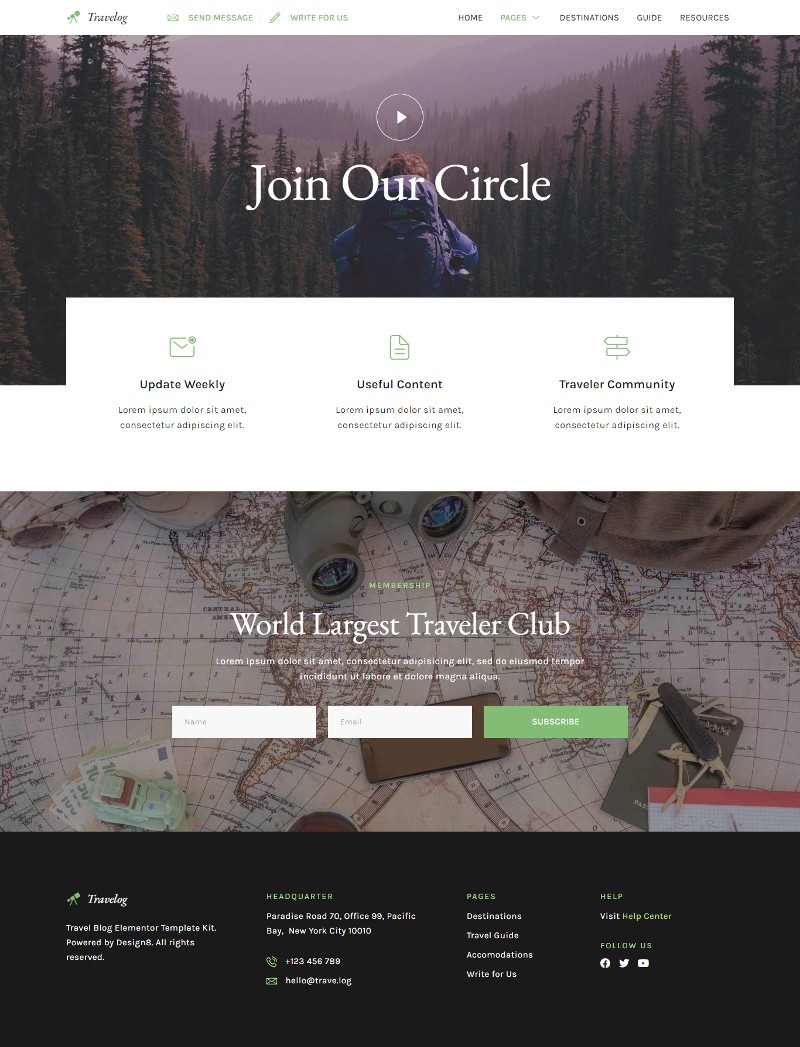 Travelog
SEND MESSAGE
WRITE FOR US
HOME
PAGES
DESTINATIONS
GUIDE
RESOURCES
Join Our Circle
Update Weekly
Lorem ipsum dolor sit amet,
consectetur adipiscing elit.
Useful Content
Lorem ipsum dolor sit amet,
consectetur adipiscing elit.
Traveler Community
Lorem ipsum dolor sit amet,
consectetur adipiscing elit.
MEMBERSHIP
World Largest Traveler Club
Lorem ipsum dolor sit amet, consectetur adipisicing elit, sed do eiusmod tempor
incididunt ut labore et dolore magna aliqua.
Name
Email
SUBSCRIBE
Travelog
Travel Blog Elementor Template Kit.
Powered by Design8. All rights
reserved.
HEADQUARTER
Paradise Road 70, Office 99, Pacific
Bay, New York City 10010
+123 456 789
hello@trave.log
PAGES
Destinations
Travel Guide
Accomodations
Write for Us
HELP
Visit Help Center
FOLLOW US